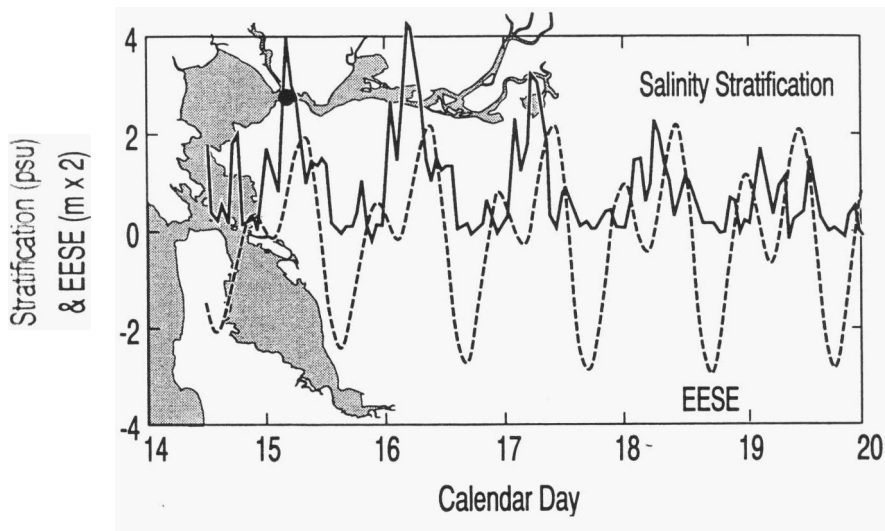 Stratification (psu)
& EESE (m x 2)
4
2
0
-2
-4
Salinity Stratification
EESE
14
15
16
17
18
19
20
Calendar Day